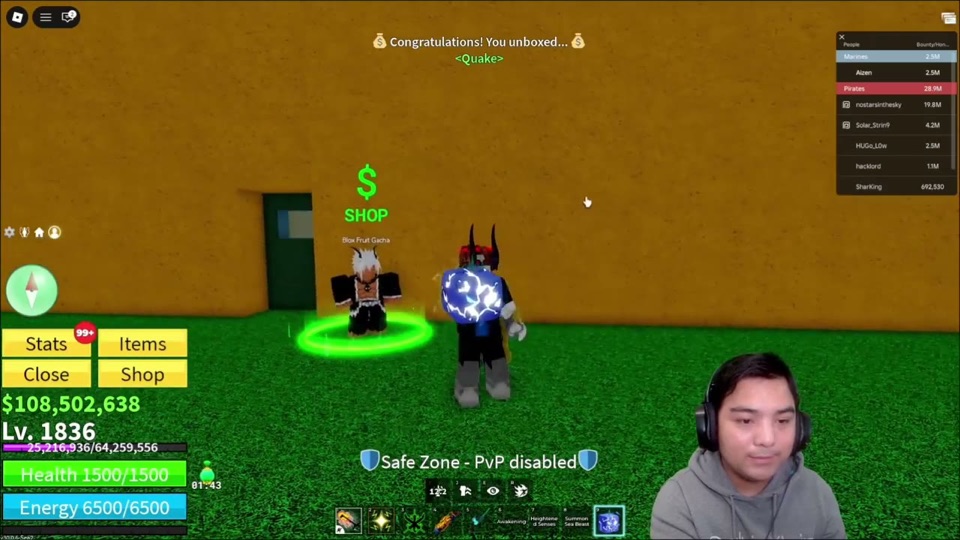 💰 Congratulations! You unboxed... 💰
<Quake>
People Bounty/Hon...
Marines 2.5M
Aizen 2.5M
Pirates 28.9M
nostarsinthesky 19.8M
Solar_Strin9 4.2M
HUGo_L0w 2.5M
hacklord 1.1M
SharKing 692,530
$
SHOP
Blox Fruit Gacha
99+
Stats Items
Close Shop
$108,502,638
Lv. 1836
25,216,936/64,259,556
Health 1500/1500
01:43
Energy 6500/6500
Safe Zone - PvP disabled
Awakening
Heightened Senses
Summon Sea Beast